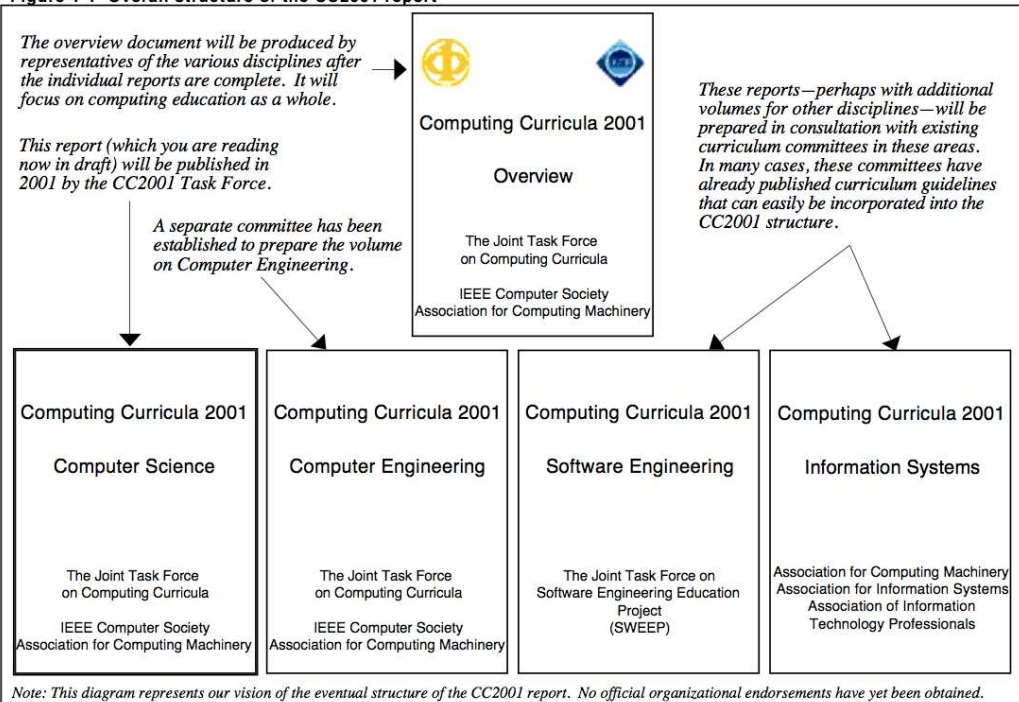 Figure 1-1 Overall structure of the CC2001 report
The overview document will be produced by
representatives of the various disciplines after
the individual reports are complete. It will
focus on computing education as a whole.
This report (which you are reading
now in draft) will be published in
2001 by the CC2001 Task Force.
A separate committee has been
established to prepare the volume
on Computer Engineering.
Computing Curricula 2001
Overview
The Joint Task Force
on Computing Curricula
IEEE Computer Society
Association for Computing Machinery
These reports—perhaps with additional
volumes for other disciplines—will be
prepared in consultation with existing
curriculum committees in these areas.
In many cases, these committees have
already published curriculum guidelines
that can easily be incorporated into the
CC2001 structure.
Computing Curricula 2001
Computer Science
The Joint Task Force
on Computing Curricula
IEEE Computer Society
Association for Computing Machinery
Computing Curricula 2001
Computer Engineering
The Joint Task Force
on Computing Curricula
IEEE Computer Society
Association for Computing Machinery
Computing Curricula 2001
Software Engineering
The Joint Task Force on
Software Engineering Education
Project
(SWEEP)
Computing Curricula 2001
Information Systems
Association for Computing Machinery
Association for Information Systems
Association of Information
Technology Professionals
Note: This diagram represents our vision of the eventual structure of the CC2001 report. No official organizational endorsements have yet been obtained.